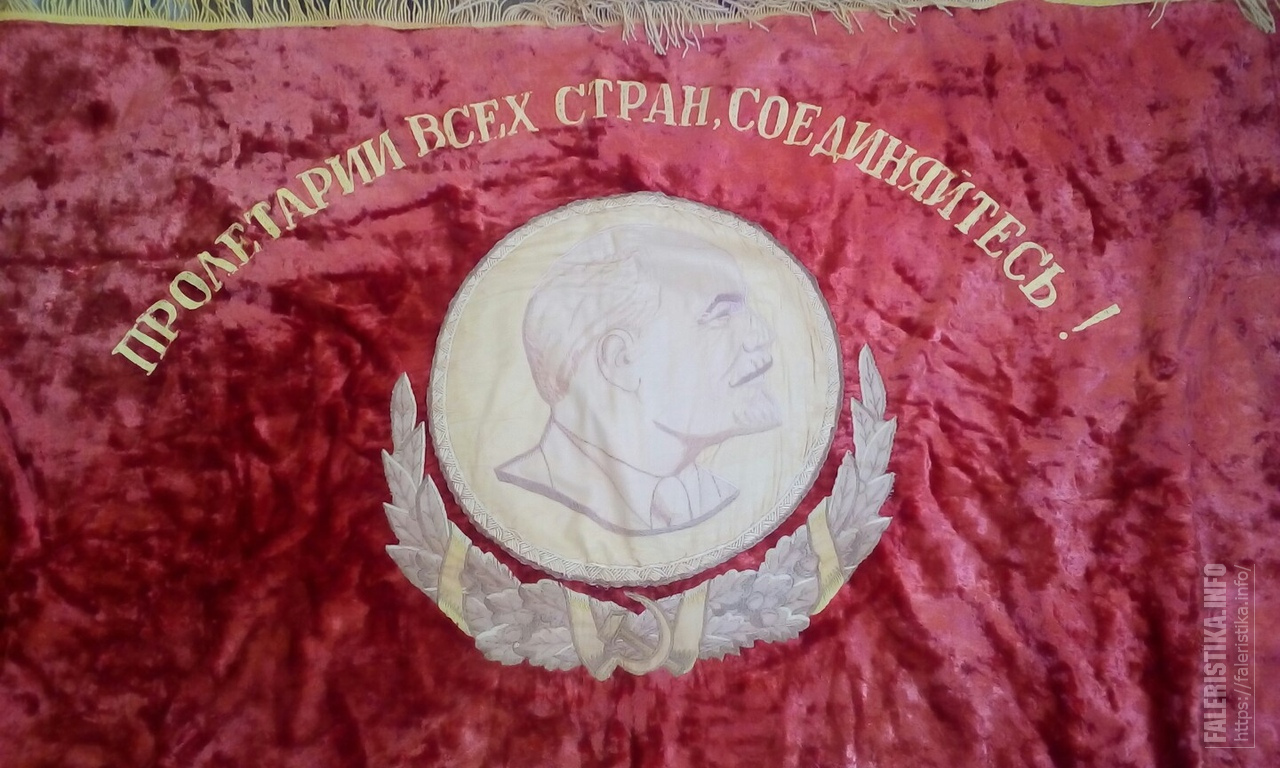 ПРОЛЕТАРИИ ВСЕХ СТРАН, СОЕДИНЯЙТЕСЬ!
FALERISTIKA.INFO
https://faleristika.info/